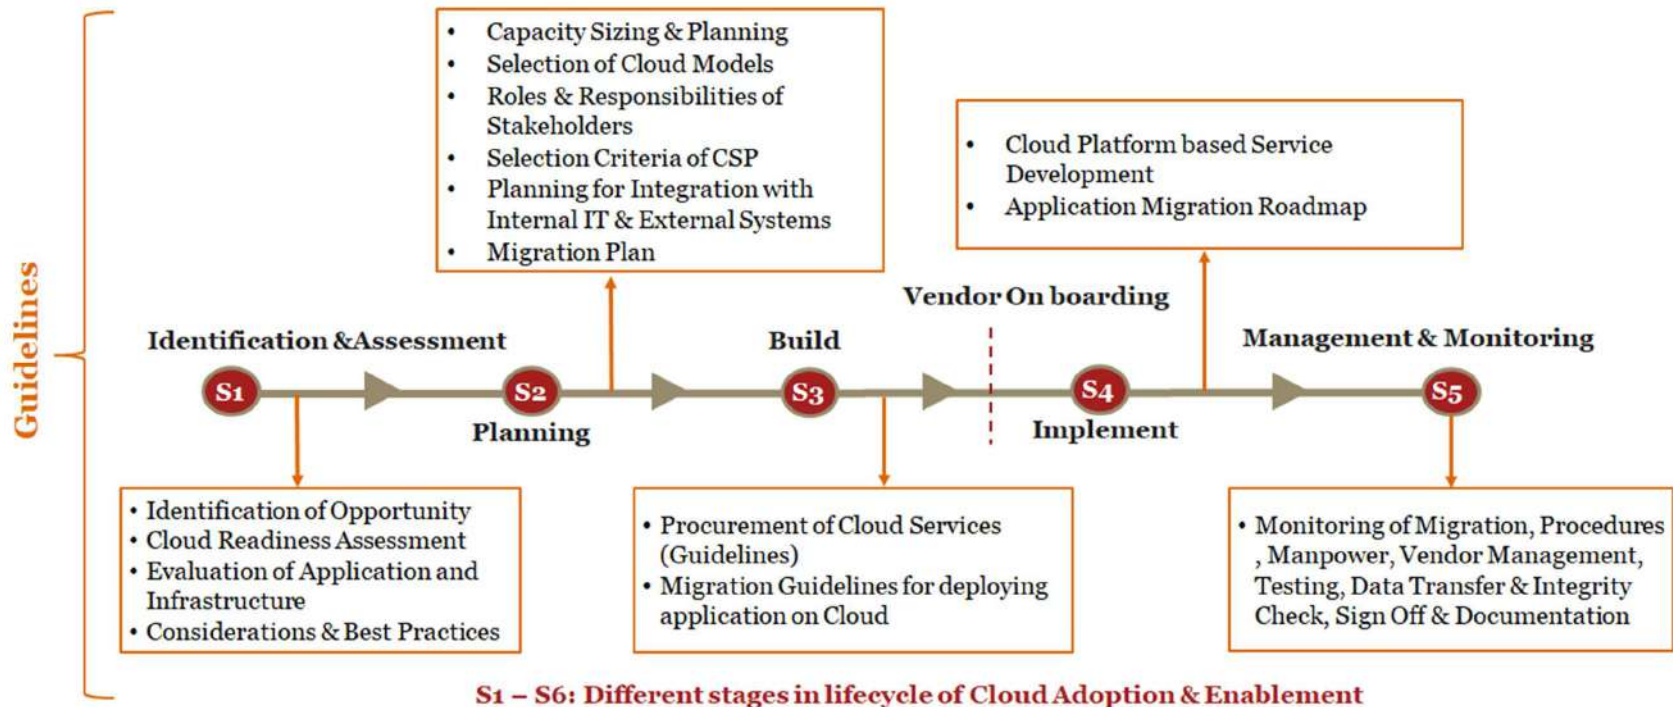 Guidelines
• Capacity Sizing & Planning
• Selection of Cloud Models
• Roles & Responsibilities of
Stakeholders
• Selection Criteria of CSP
• Planning for Integration with
Internal IT & External Systems
• Migration Plan
• Cloud Platform based Service
Development
• Application Migration Roadmap
Vendor On boarding
Identification &Assessment
Build
Management & Monitoring
S1
S2
S3
S4
S5
Planning
Implement
• Identification of Opportunity
• Cloud Readiness Assessment
• Evaluation of Application and
Infrastructure
• Considerations & Best Practices
• Procurement of Cloud Services
(Guidelines)
• Migration Guidelines for deploying
application on Cloud
• Monitoring of Migration, Procedures
, Manpower, Vendor Management,
Testing, Data Transfer & Integrity
Check, Sign Off & Documentation
S1 – S6: Different stages in lifecycle of Cloud Adoption & Enablement